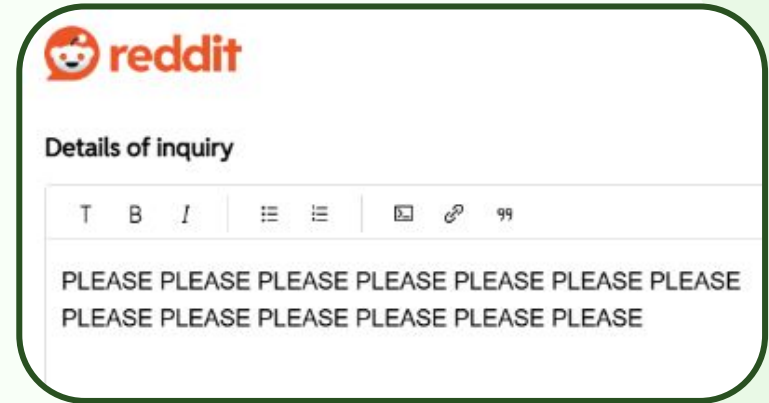 reddit
Details of inquiry
T B I 99
PLEASE PLEASE PLEASE PLEASE PLEASE PLEASE PLEASE
PLEASE PLEASE PLEASE PLEASE PLEASE PLEASE